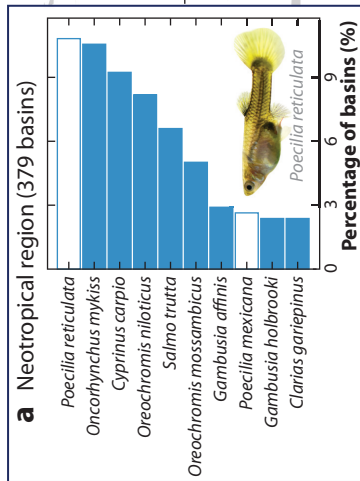 a Neotropical region (379 basins)
Poecilia reticulata
Oncorhynchus mykiss
Cyprinus carpio
Oreochromis niloticus
Salmo trutta
Oreochromis mossambicus
Gambusia affinis
Poecilia mexicana
Gambusia holbrooki
Clarias gariepinus
Poecilia reticulata
0 3 6 9
Percentage of basins (%)